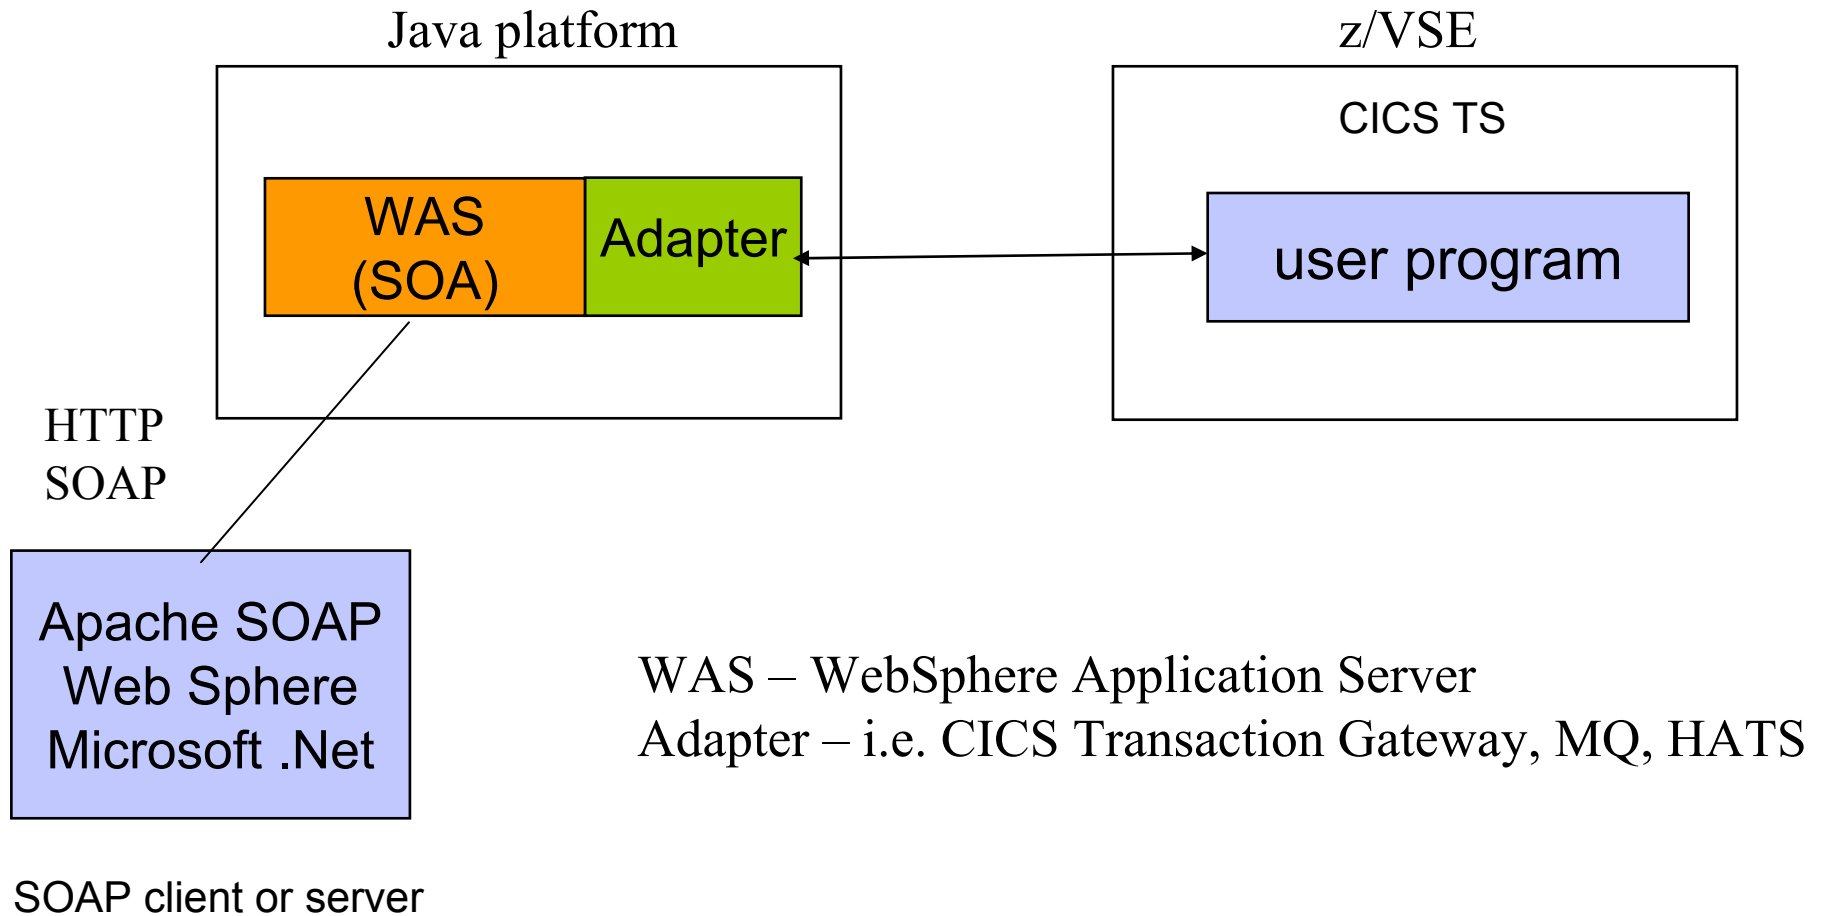 Java platform
z/VSE
CICS TS
WAS
(SOA)
Adapter
user program
HTTP
SOAP
Apache SOAP
Web Sphere
Microsoft .Net
WAS – WebSphere Application Server
Adapter – i.e. CICS Transaction Gateway, MQ, HATS
SOAP client or server